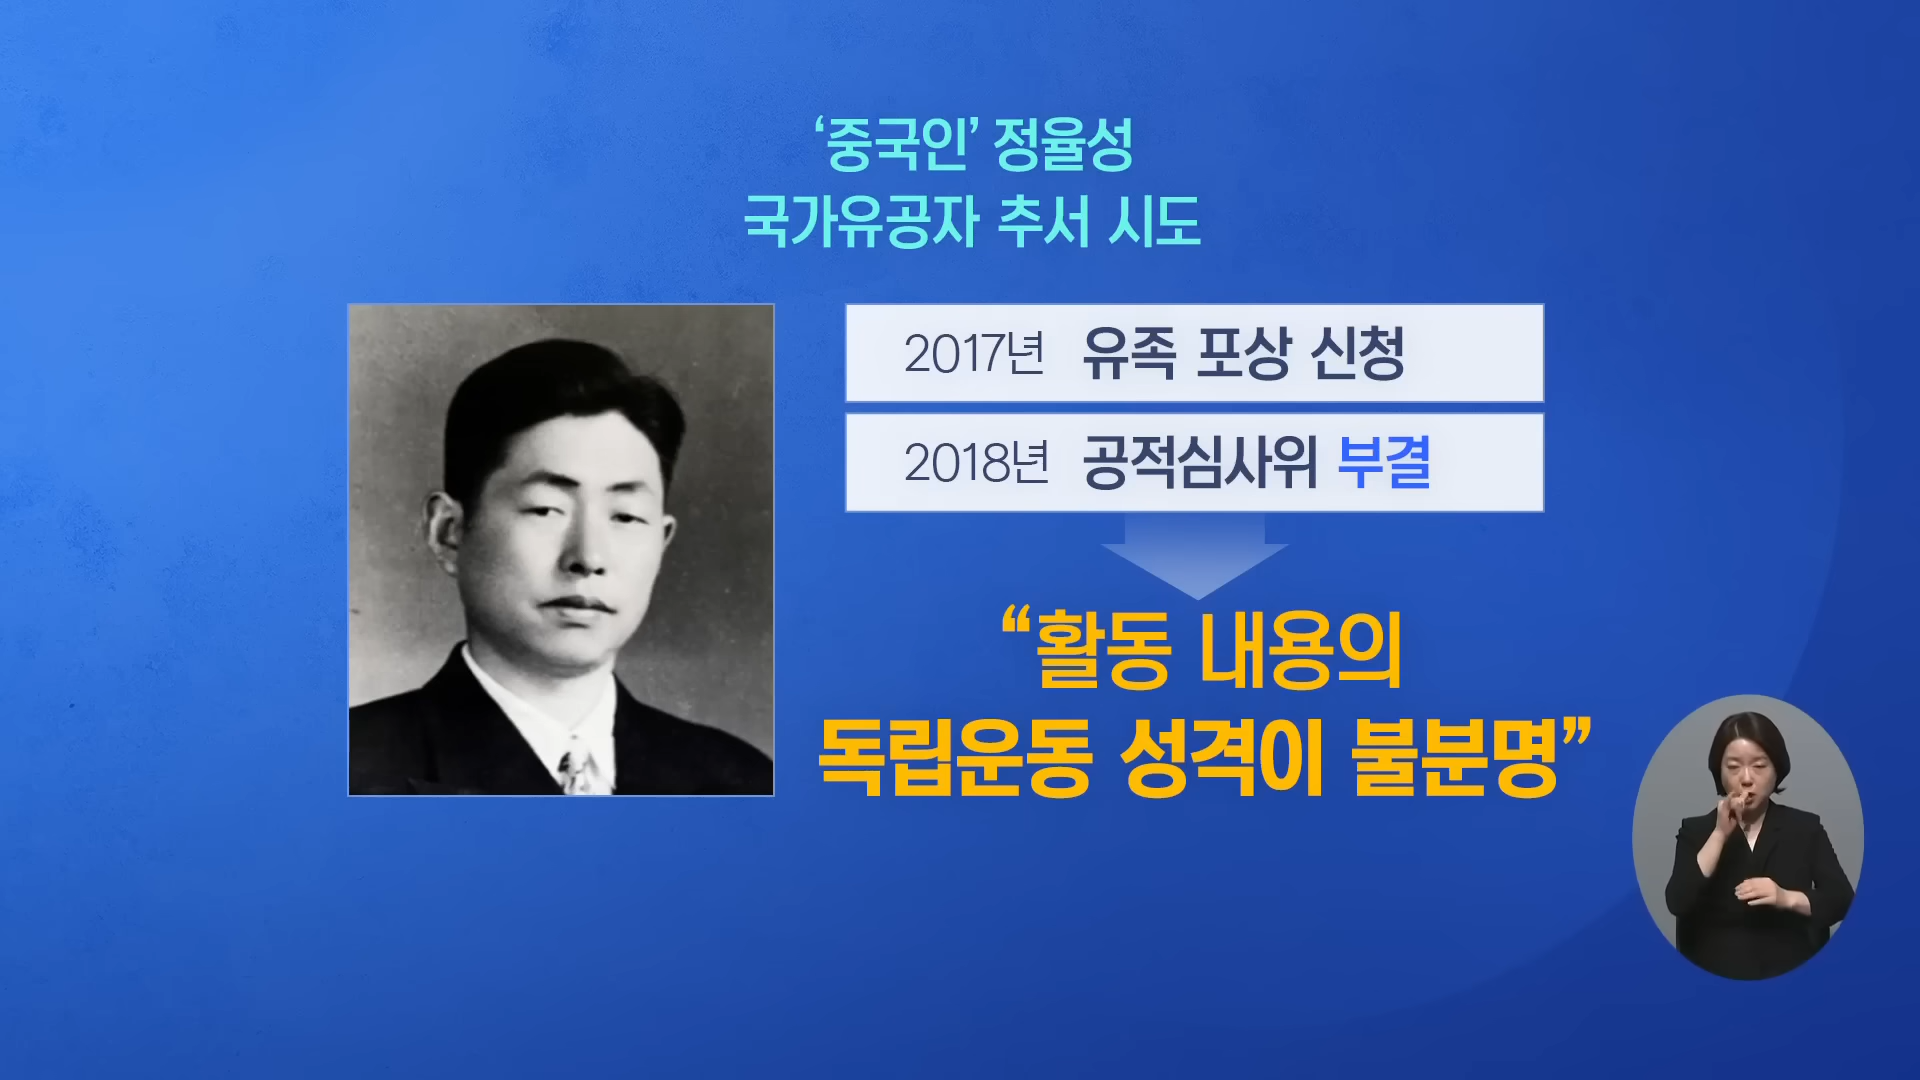 ‘중국인’ 정율성
국가유공자 추서 시도
2017년 유족 포상 신청
2018년 공적심사위 부결
“활동 내용의
독립운동 성격이 불분명”